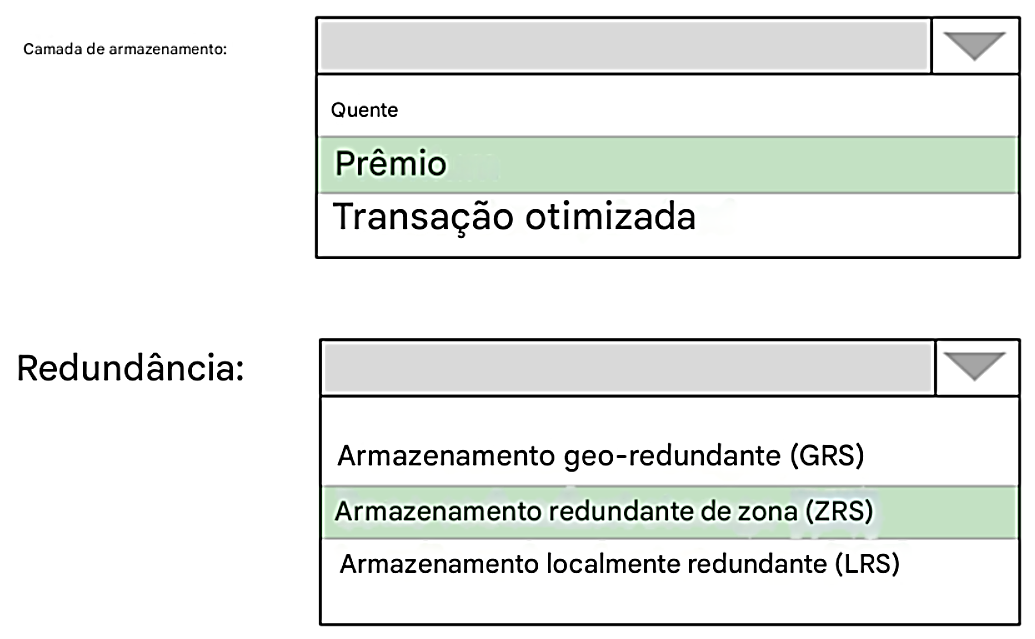 Camada de armazenamento:
Quente
Prêmio
Transação otimizada
Redundância:
Armazenamento geo-redundante (GRS)
Armazenamento redundante de zona (ZRS)
Armazenamento localmente redundante (LRS)